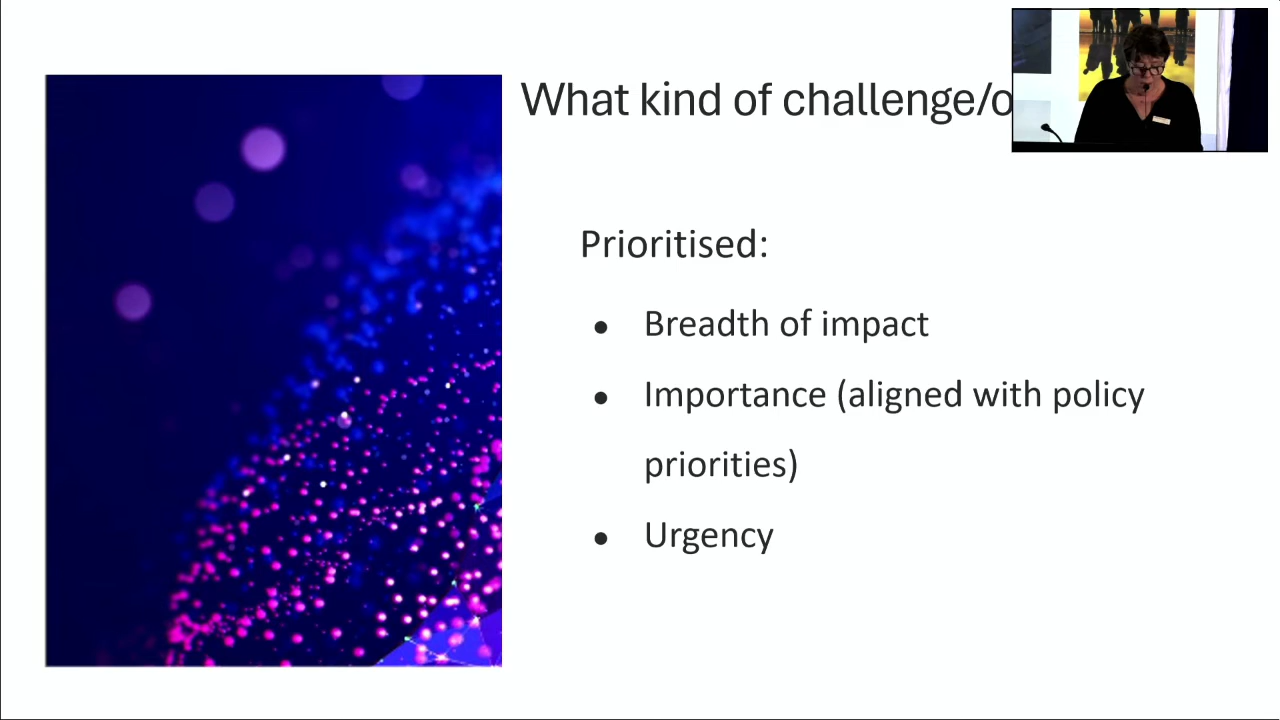 What kind of challenge/o
Prioritised:
● Breadth of impact
● Importance (aligned with policy
priorities)
● Urgency